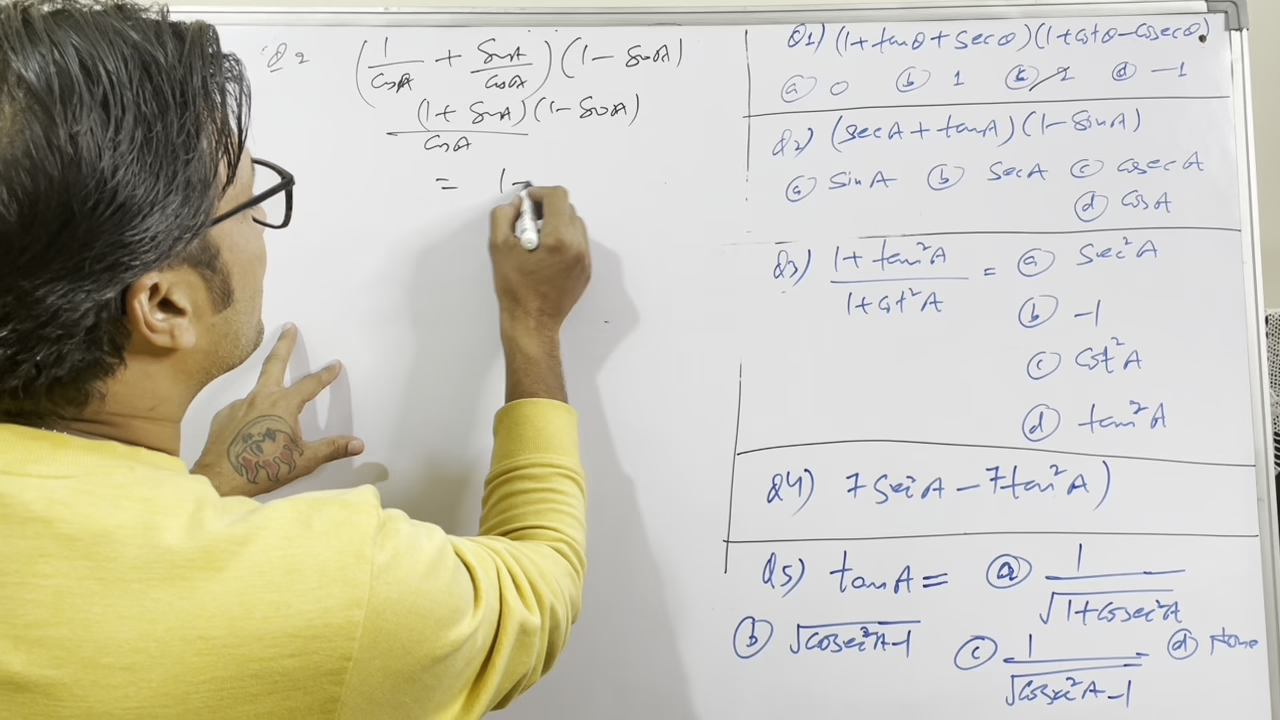 Q2 (1/cosA + sinA/cosA)(1 - sinA)
(1 + sinA)(1 - sinA)
cosA
= 1-
Q1) (1+tanθ+secθ)(1+cotθ-cosecθ)
(a) 0 (b) 1 (c) 2 (d) -1
Q2) (secA+tanA)(1-sinA)
(a) sinA (b) secA (c) cosecA
(d) cosA
Q3) 1+tan²A / 1+cot²A = (a) sec²A
(b) -1
(c) cot²A
(d) tan²A
Q4) 7sec²A - 7tan²A)
Q5) tanA = (a) 1/√1+cosec²A
(b) √cosec²A-1 (c) 1/√cosec²A-1 (d) None